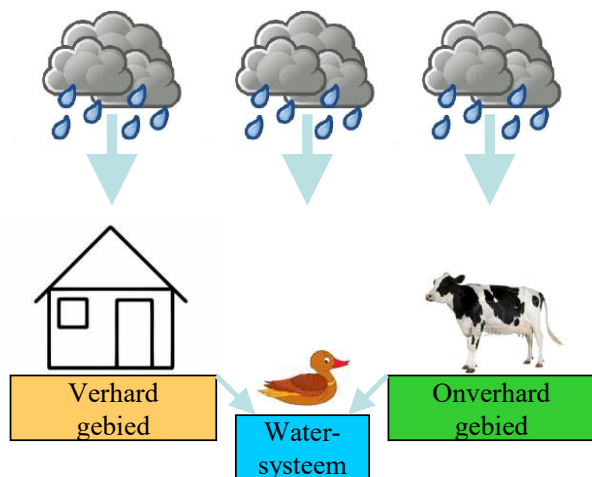 Verhard
gebied
Water-
systeem
Onverhard
gebied